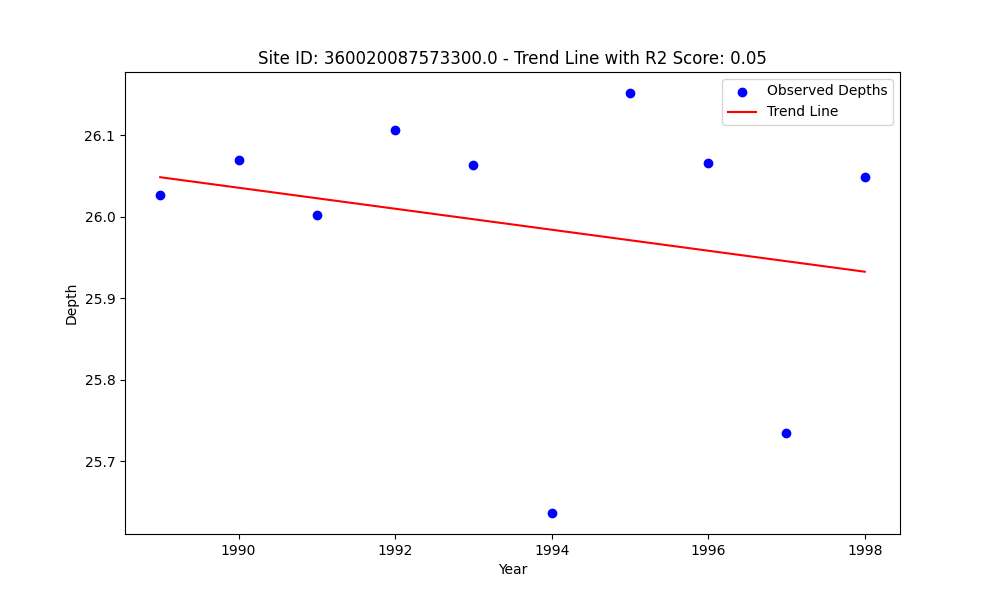 Site ID: 360020087573300.0 - Trend Line with R2 Score: 0.05
Observed Depths
Trend Line
26.1
26.0
25.9
25.8
25.7
Depth
1990
1992
1994
1996
1998
Year